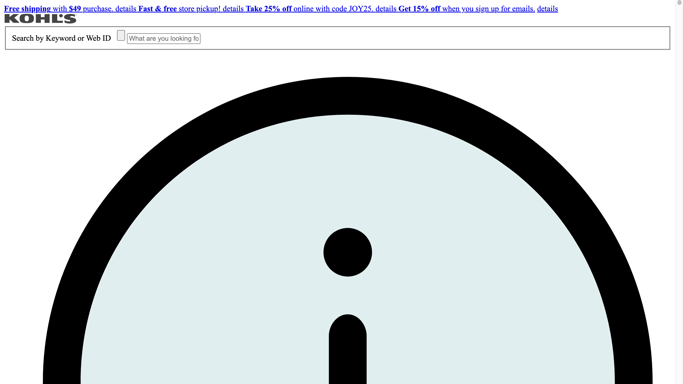 Free shipping with $49 purchase. details Fast & free store pickup! details Take 25% off online with code JOY25. details Get 15% off when you sign up for emails. details
KOHL'S
Search by Keyword or Web ID
What are you looking fo